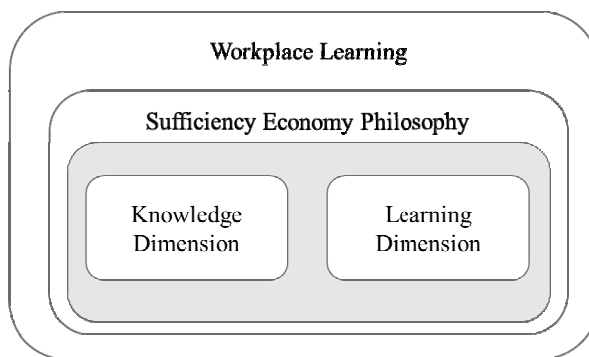 Workplace Learning
Sufficiency Economy Philosophy
Knowledge
Dimension
Learning
Dimension